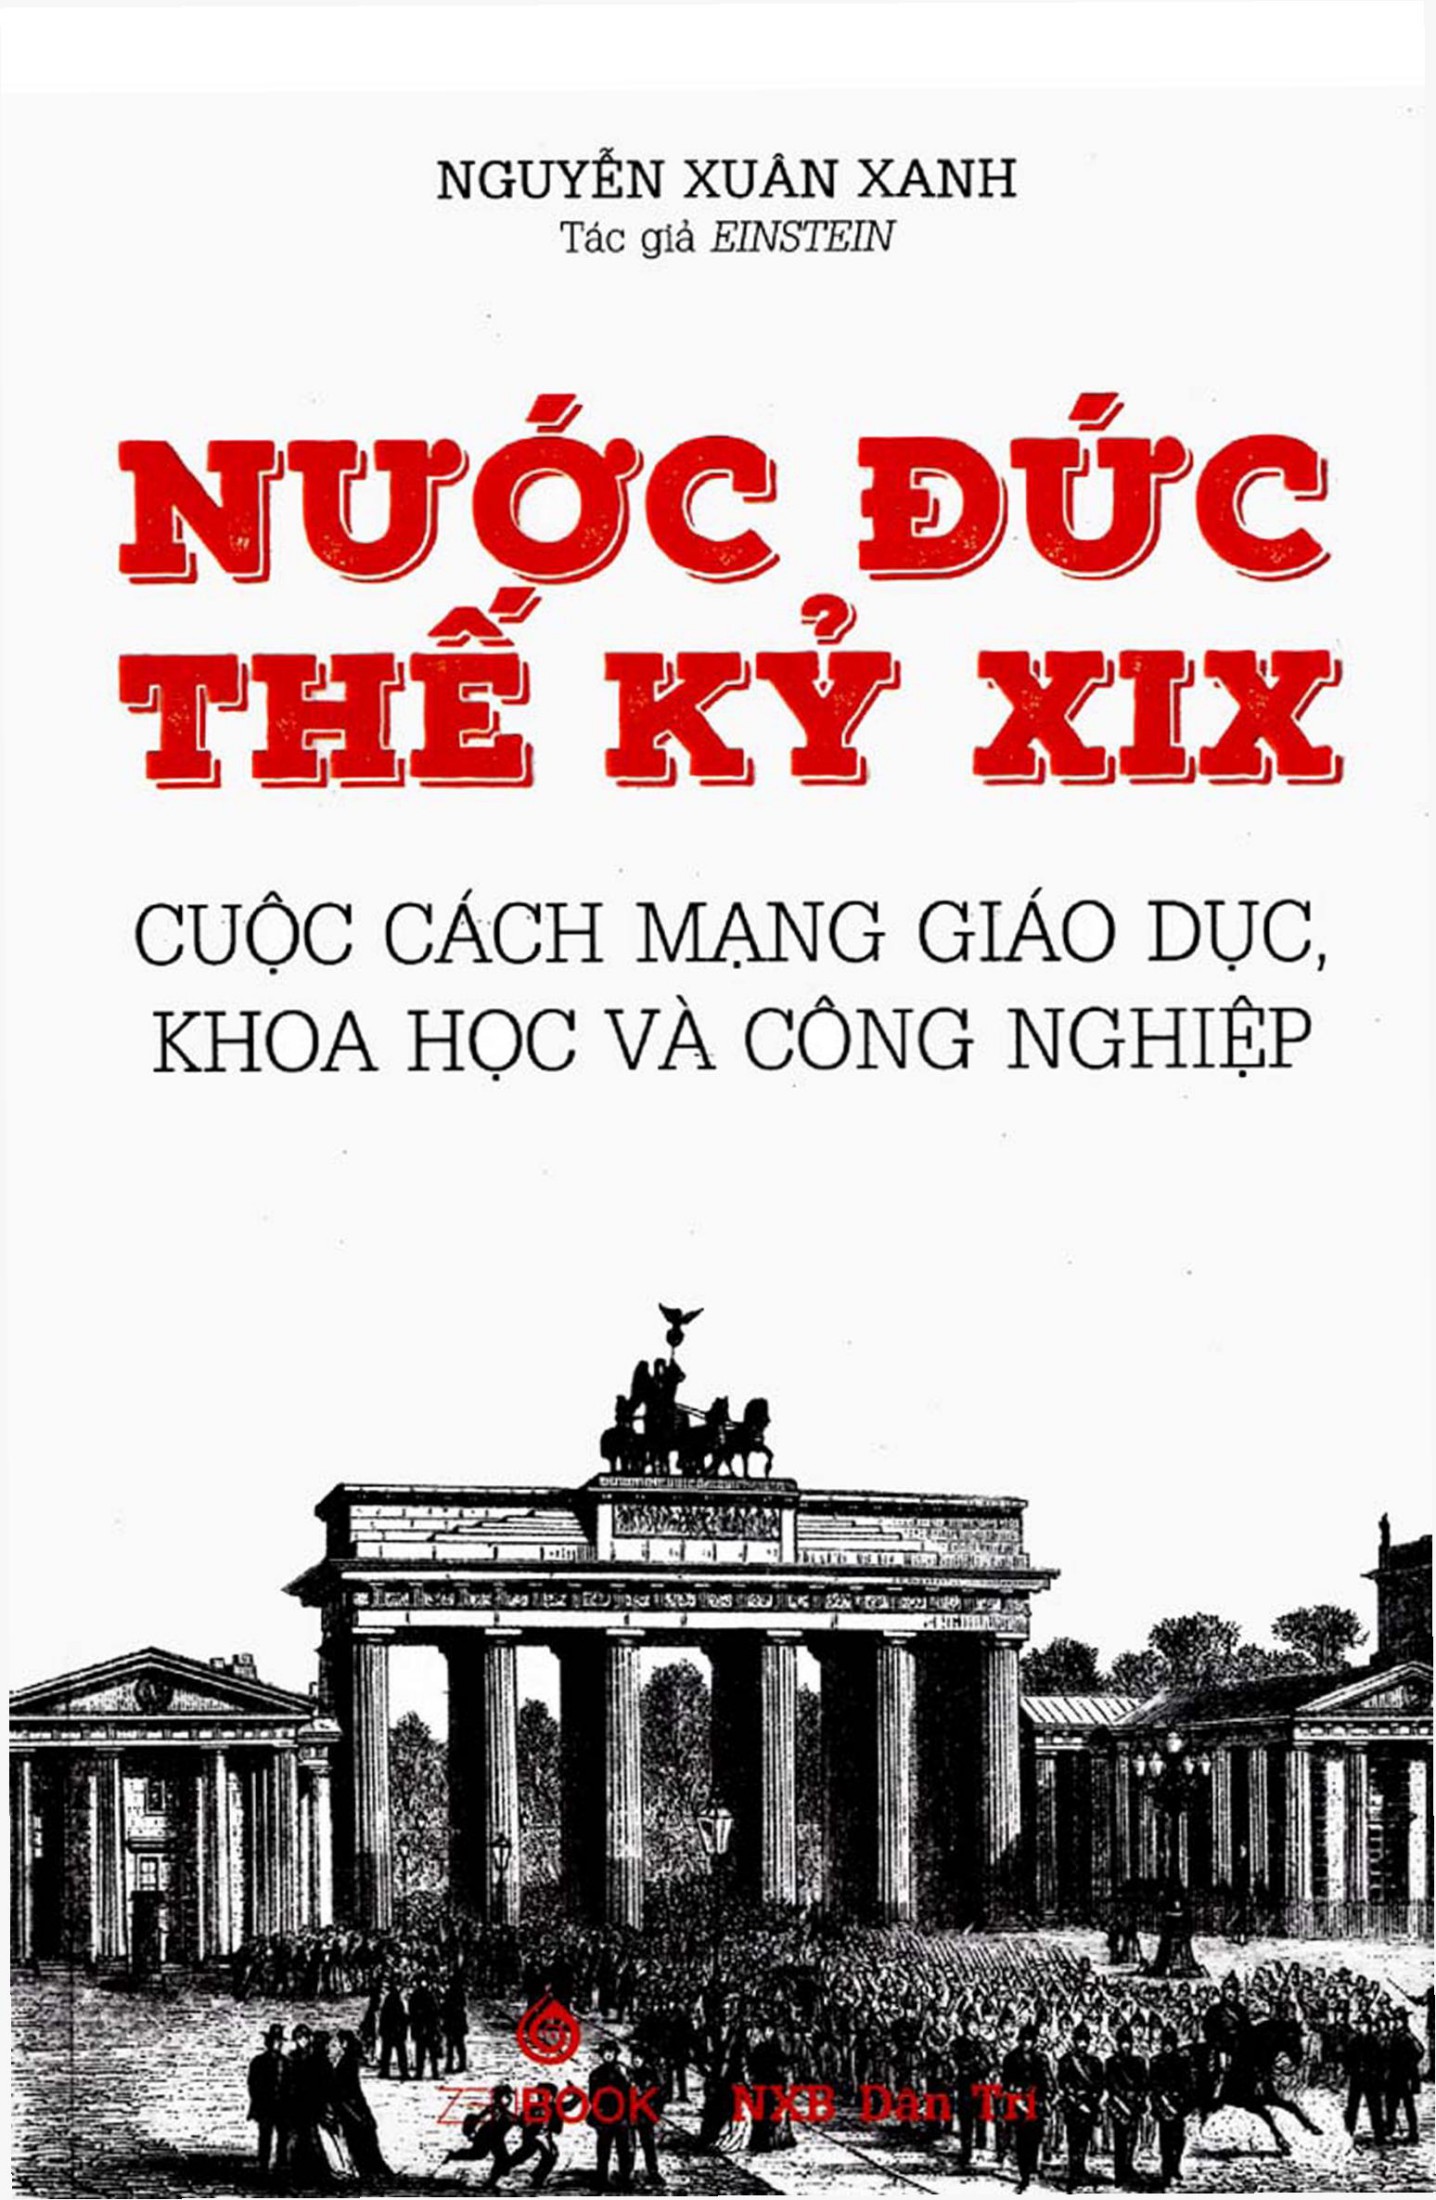 NGUYỄN XUÂN XANH
Tác giả EINSTEIN
NƯỚC ĐỨC
THẾ KỶ XIX
CUỘC CÁCH MẠNG GIÁO DỤC,
KHOA HỌC VÀ CÔNG NGHIỆP
ZENBOOK NXB Dân Trí